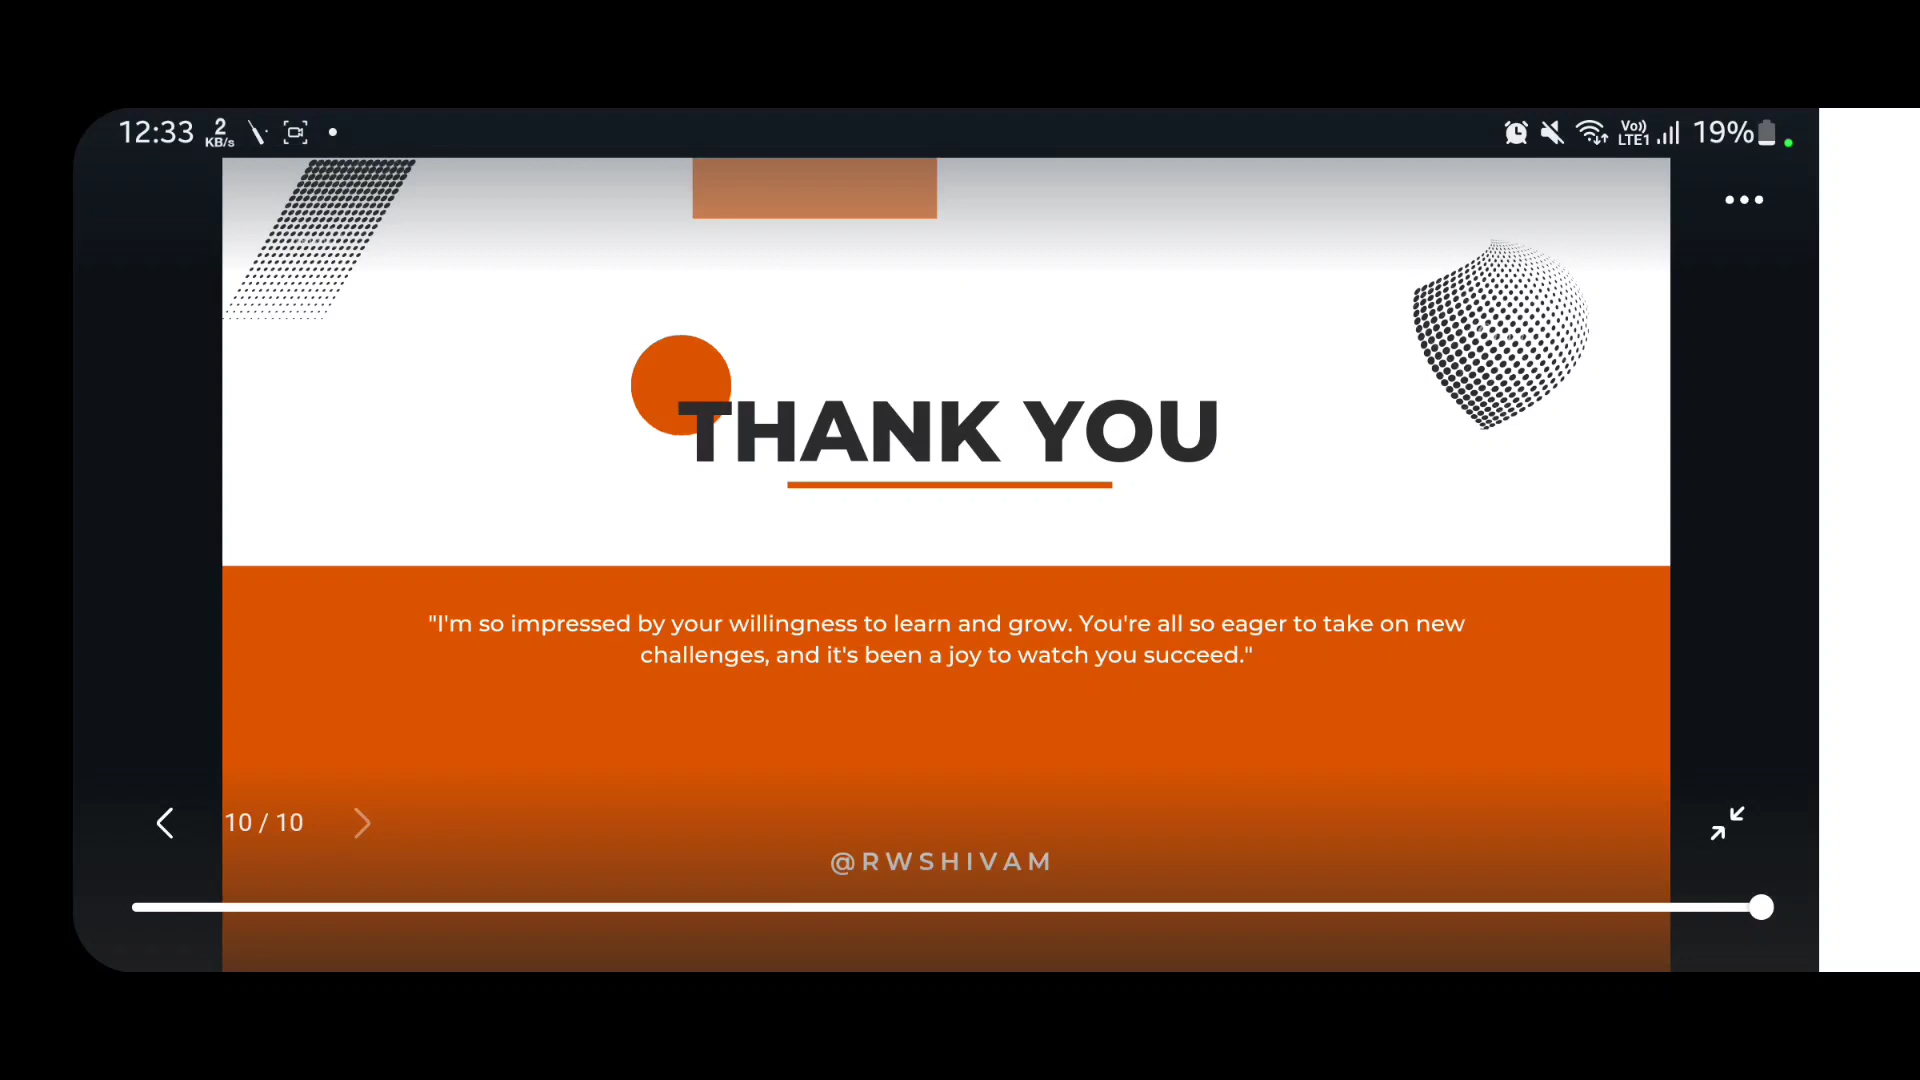 12:33 2 KB/s Vo)) LTE1 19%
THANK YOU
"I'm so impressed by your willingness to learn and grow. You're all so eager to take on new
challenges, and it's been a joy to watch you succeed."
10 / 10
@RWSHIVAM